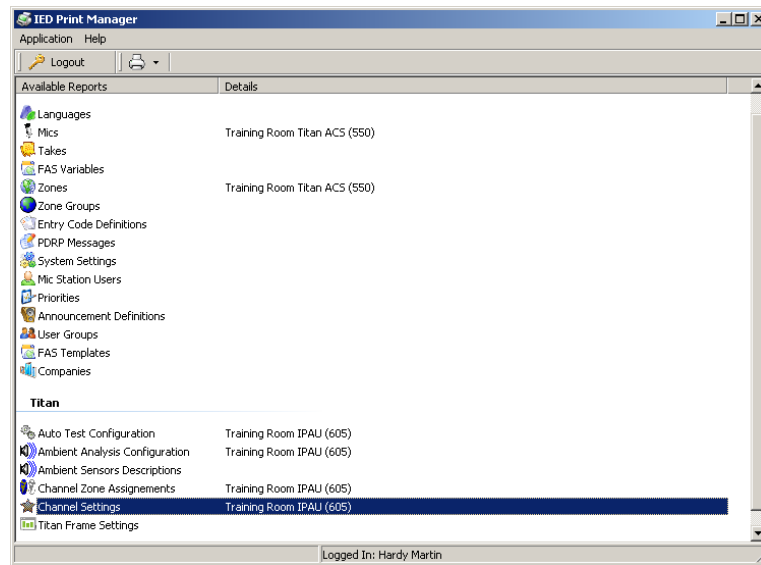 IED Print Manager
Application Help
Logout
Available Reports Details
Languages
Mics Training Room Titan ACS (550)
Takes
FAS Variables
Zones Training Room Titan ACS (550)
Zone Groups
Entry Code Definitions
PDRP Messages
System Settings
Mic Station Users
Priorities
Announcement Definitions
User Groups
FAS Templates
Companies
Titan
Auto Test Configuration Training Room IPAU (605)
Ambient Analysis Configuration Training Room IPAU (605)
Ambient Sensors Descriptions
Channel Zone Assignements Training Room IPAU (605)
Channel Settings Training Room IPAU (605)
Titan Frame Settings
Logged In: Hardy Martin